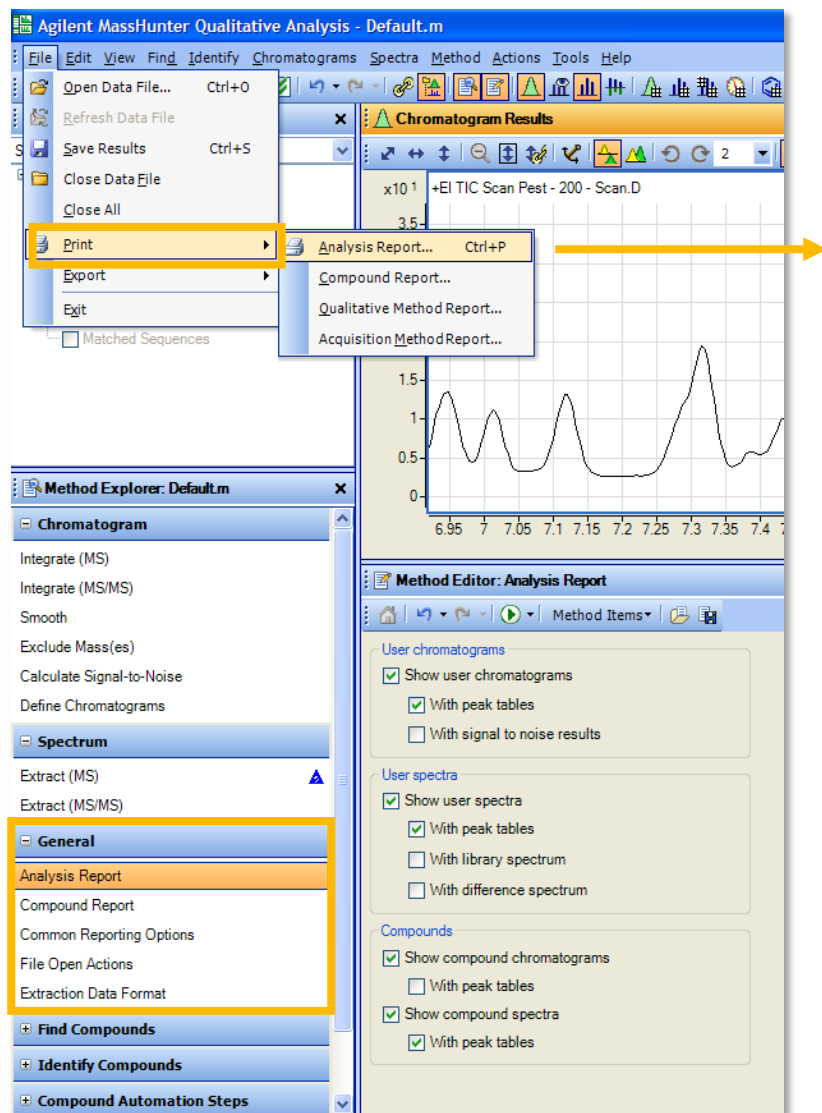 Agilent MassHunter Qualitative Analysis - Default.m
File Edit View Find Identify Chromatograms Spectra Method Actions Tools Help
Open Data File... Ctrl+O
Refresh Data File
Save Results Ctrl+S
Close Data File
Close All
Print
Export
Exit
Analysis Report... Ctrl+P
Compound Report...
Qualitative Method Report...
Acquisition Method Report...
Matched Sequences
Chromatogram Results
2
x10 1
+EI TIC Scan Pest - 200 - Scan.D
3.5
1.5
1
0.5
0
6.95 7 7.05 7.1 7.15 7.2 7.25 7.3 7.35 7.4
Method Explorer: Default.m
Chromatogram
Integrate (MS)
Integrate (MS/MS)
Smooth
Exclude Mass(es)
Calculate Signal-to-Noise
Define Chromatograms
Spectrum
Extract (MS)
Extract (MS/MS)
General
Analysis Report
Compound Report
Common Reporting Options
File Open Actions
Extraction Data Format
Find Compounds
Identify Compounds
Compound Automation Steps
Method Editor: Analysis Report
Method Items
User chromatograms
Show user chromatograms
With peak tables
With signal to noise results
User spectra
Show user spectra
With peak tables
With library spectrum
With difference spectrum
Compounds
Show compound chromatograms
With peak tables
Show compound spectra
With peak tables